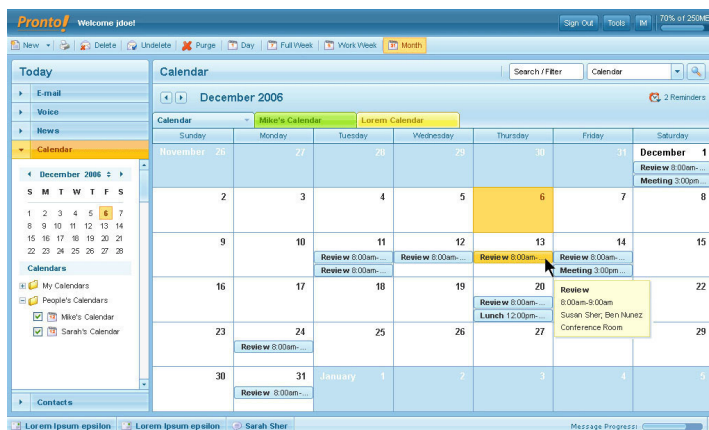 Pronto! Welcome jdoe! Sign Out Tools IM 70% of 250MB
New Delete Undelete Purge Day Full Week Work Week Month
Today
E-mail
Voice
News
Calendar
December 2006
S M T W T F S
1 2 3 4 5 6 7
8 9 10 11 12 13 14
15 16 17 18 19 20 21
22 23 24 25 26 27 28
Calendars
My Calendars
People's Calendars
Mike's Calendar
Sarah's Calendar
Contacts
Calendar Search / Filter Calendar
December 2006 2 Reminders
Calendar Mike's Calendar Lorem Calendar
Sunday Monday Tuesday Wednesday Thursday Friday Saturday
November 26 27 28 29 30 31 December 1
Review 8:00am-...
Meeting 3:00pm...
2 3 4 5 6 7 8
9 10 11 12 13 14 15
Review 8:00am-... Review 8:00am-... Review 8:00am-... Review 8:00am-...
Review 8:00am-... Meeting 3:00pm...
16 17 18 19 20 22
Review 8:00am-...
Lunch 12:00pm-...
Review
8:00am-9:00am
Susan Sher; Ben Nunez
Conference Room
23 24 25 26 27 29
Review 8:00am-...
30 31 January 1 2 3 4 5
Review 8:00am-...
Lorem Ipsum epsilon Lorem Ipsum epsilon Sarah Sher Message Progress: